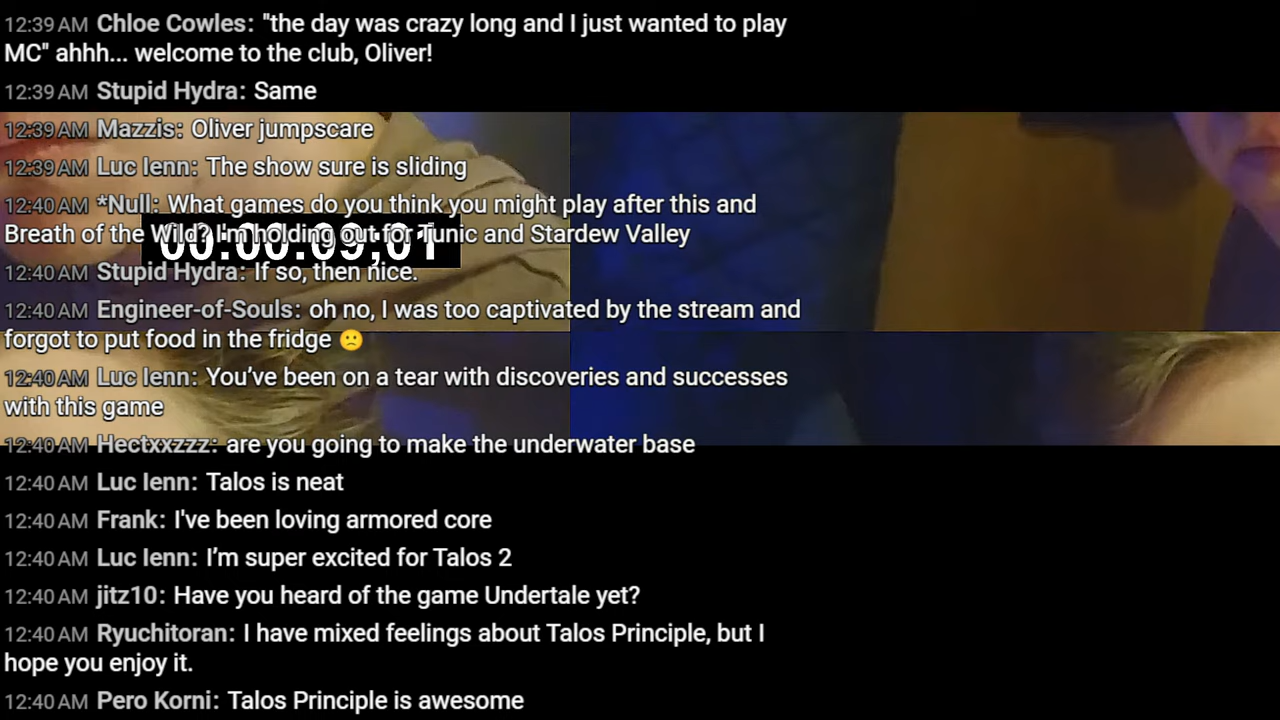 12:39 AM Chloe Cowles: "the day was crazy long and I just wanted to play
MC" ahhh... welcome to the club, Oliver!
12:39 AM Stupid Hydra: Same
12:39 AM Mazzis: Oliver jumpscare
12:39 AM Luc Ienn: The show sure is sliding
12:40 AM *Null: What games do you think you might play after this and
Breath of the Wild? I'm holding out for Tunic and Stardew Valley
00:00:09;01
12:40 AM Stupid Hydra: If so, then nice.
12:40 AM Engineer-of-Souls: oh no, I was too captivated by the stream and
forgot to put food in the fridge 🙁
12:40 AM Luc Ienn: You’ve been on a tear with discoveries and successes
with this game
12:40 AM Hectxxzzz: are you going to make the underwater base
12:40 AM Luc Ienn: Talos is neat
12:40 AM Frank: I've been loving armored core
12:40 AM Luc Ienn: I’m super excited for Talos 2
12:40 AM jitz10: Have you heard of the game Undertale yet?
12:40 AM Ryuchitoran: I have mixed feelings about Talos Principle, but I
hope you enjoy it.
12:40 AM Pero Korni: Talos Principle is awesome